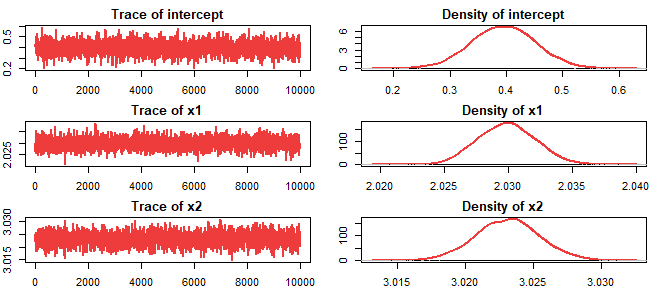 Trace of intercept
0.5
0.2
0 2000 4000 6000 8000 10000
Density of intercept
6
3
0
0.2 0.3 0.4 0.5 0.6
Trace of x1
2.025
0 2000 4000 6000 8000 10000
Density of x1
100
0
2.020 2.025 2.030 2.035 2.040
Trace of x2
3.030
3.015
0 2000 4000 6000 8000 10000
Density of x2
100
0
3.015 3.020 3.025 3.030